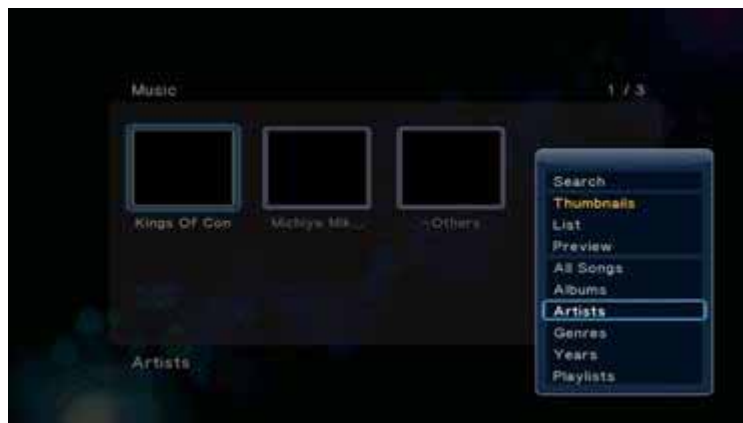 Music
1 / 3
Kings Of Con
Michiya
~Others
Search
Thumbnails
List
Preview
All Songs
Albums
Artists
Genres
Years
Playlists
Artists